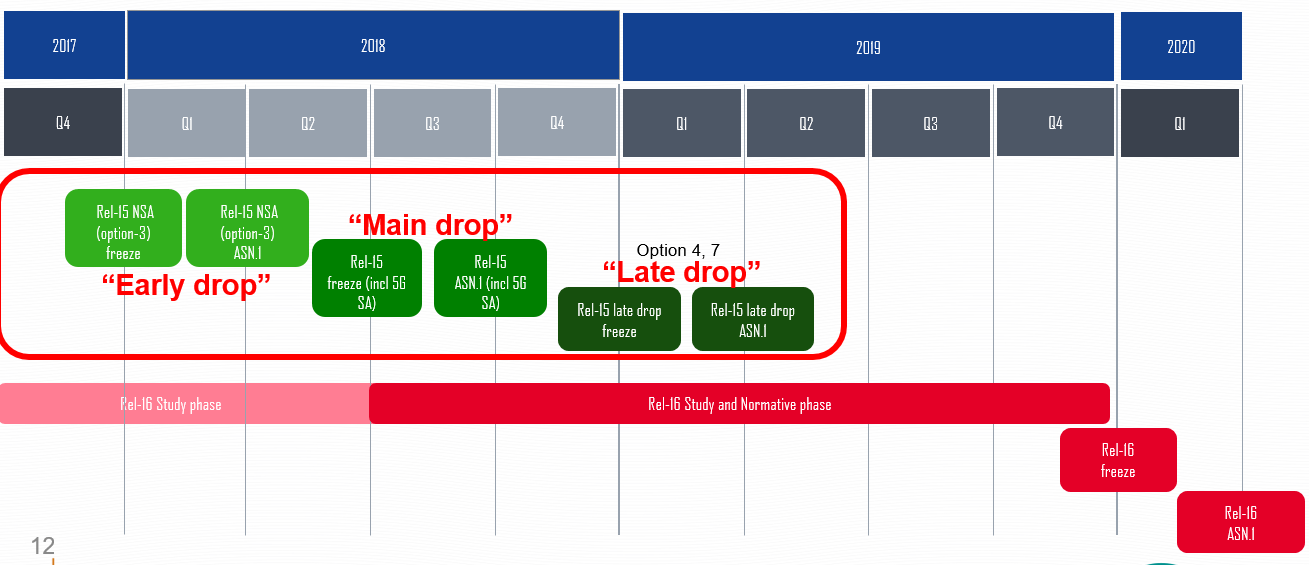 2017
2018
2019
2020
Q4
Q1
Q2
Q3
Q4
Q1
Q2
Q3
Q4
Q1
Rel-15 NSA
(option-3)
freeze
Rel-15 NSA
(option-3)
ASN.1
“Early drop”
“Main drop”
Rel-15
freeze (incl 5G
SA)
Rel-15
ASN.1 (incl 5G
SA)
Option 4, 7
“Late drop”
Rel-15 late drop
freeze
Rel-15 late drop
ASN.1
Rel-16 Study phase
Rel-16 Study and Normative phase
Rel-16
freeze
Rel-16
ASN.1
12